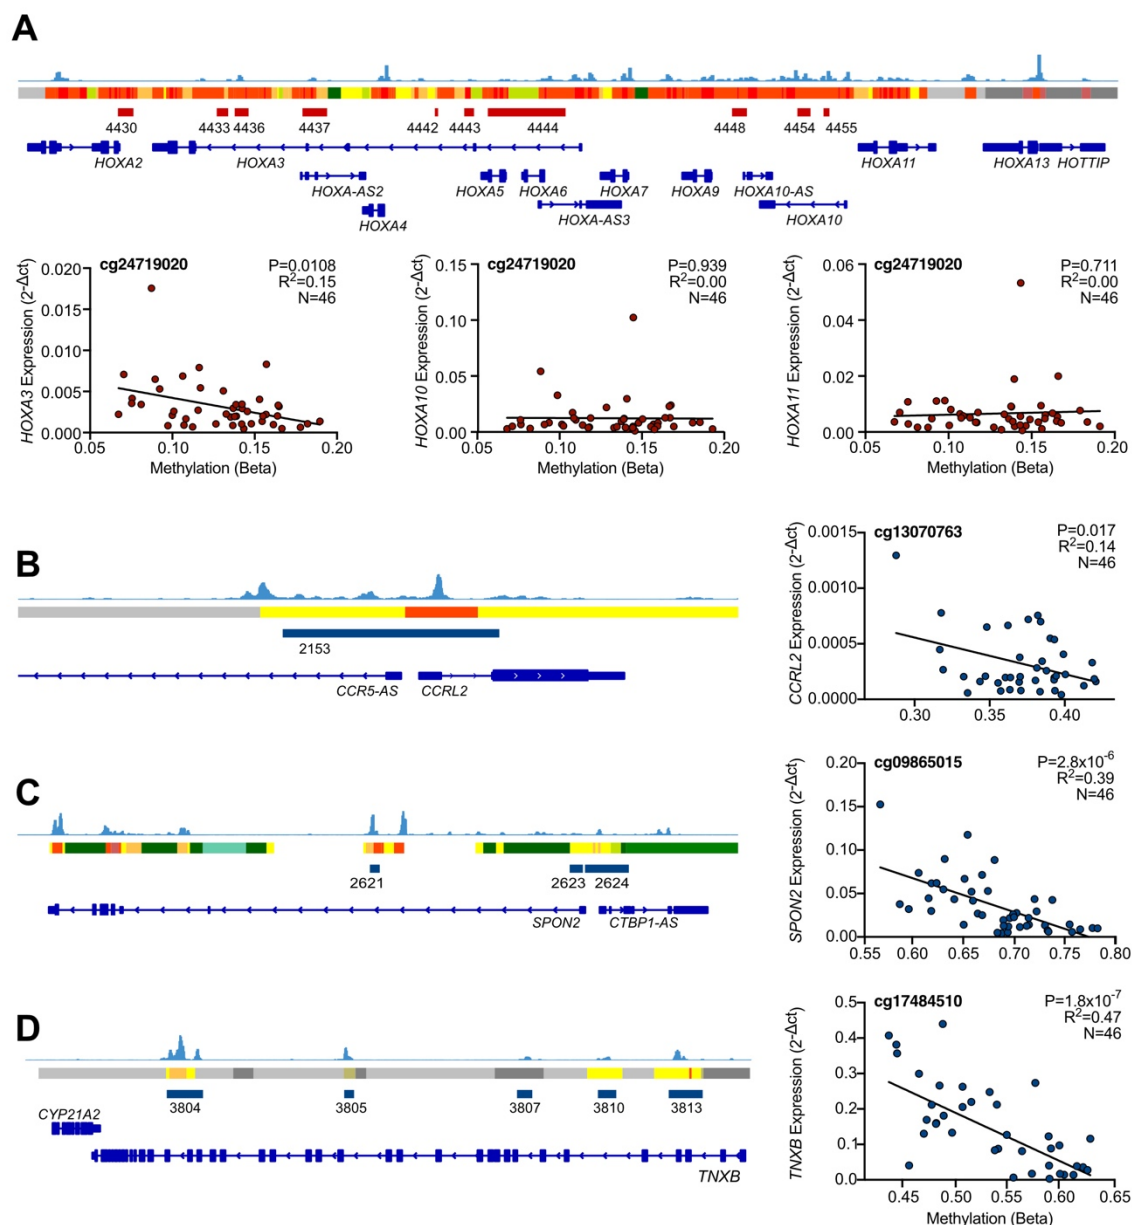 A
4430 4433 4436 4437 4442 4443 4444 4448 4454 4455
HOXA2 HOXA3 HOXA11 HOXA13 HOTTIP
HOXA-AS2 HOXA5 HOXA6 HOXA7 HOXA9 HOXA10-AS
HOXA4 HOXA-AS3 HOXA10
HOXA3 Expression (2-Δct)
cg24719020
P=0.0108
R²=0.15
N=46
0.020
0.015
0.010
0.005
0.000
0.05 0.10 0.15 0.20
Methylation (Beta)
HOXA10 Expression (2-Δct)
cg24719020
P=0.939
R²=0.00
N=46
0.15
0.10
0.05
0.00
0.05 0.10 0.15 0.20
Methylation (Beta)
HOXA11 Expression (2-Δct)
cg24719020
P=0.711
R²=0.00
N=46
0.06
0.04
0.02
0.00
0.05 0.10 0.15 0.20
Methylation (Beta)
B
2153
CCR5-AS CCRL2
CCRL2 Expression (2-Δct)
cg13070763
P=0.017
R²=0.14
N=46
0.0015
0.0010
0.0005
0.0000
0.30 0.35 0.40
C
2621 2623 2624
SPON2 CTBP1-AS
SPON2 Expression (2-Δct)
cg09865015
P=2.8x10⁻⁶
R²=0.39
N=46
0.20
0.15
0.10
0.05
0.00
0.55 0.60 0.65 0.70 0.75 0.80
D
CYP21A2
3804 3805 3807 3810 3813
TNXB
TNXB Expression (2-Δct)
cg17484510
P=1.8x10⁻⁷
R²=0.47
N=46
0.5
0.4
0.3
0.2
0.1
0.0
0.45 0.50 0.55 0.60 0.65
Methylation (Beta)